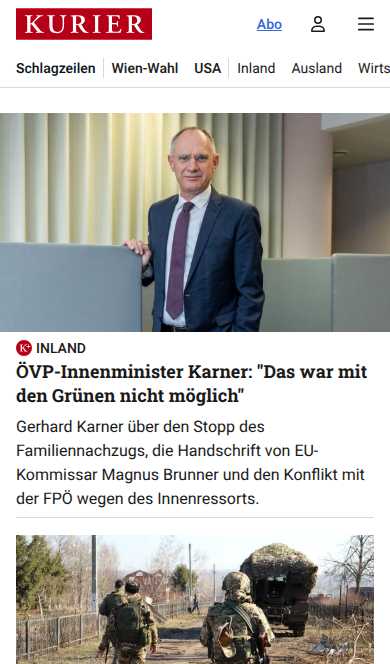 KURIER
Abo
Schlagzeilen
Wien-Wahl
USA
Inland
Ausland
Wirts
K+ INLAND
ÖVP-Innenminister Karner: "Das war mit
den Grünen nicht möglich"
Gerhard Karner über den Stopp des
Familiennachzugs, die Handschrift von EU-
Kommissar Magnus Brunner und den Konflikt mit
der FPÖ wegen des Innenressorts.